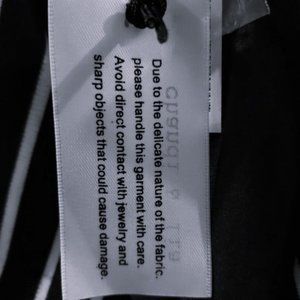 Due to the delicate nature of the fabric.
please handle this garment with care.
Avoid direct contact with jewelry and
sharp objects that could cause damage.